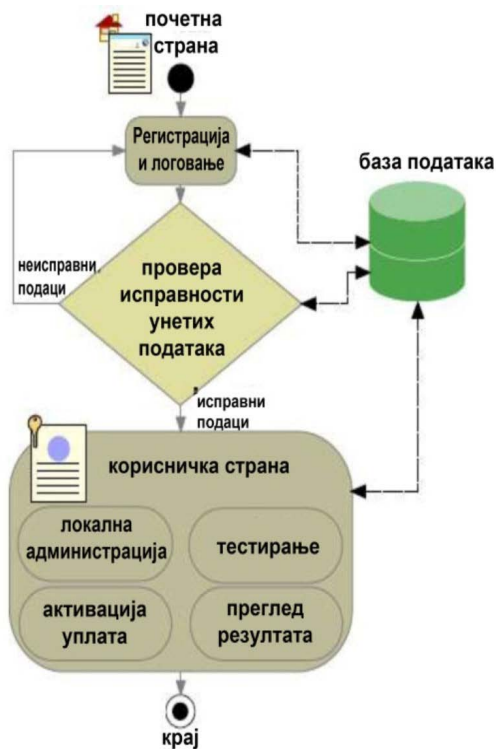 почетна
страна
Регистрација
и логовање
база података
неисправни
подаци
провера
исправности
унетих
података
исправни
подаци
корисничка страна
локална
администрација
тестирање
активација
уплата
преглед
резултата
крај